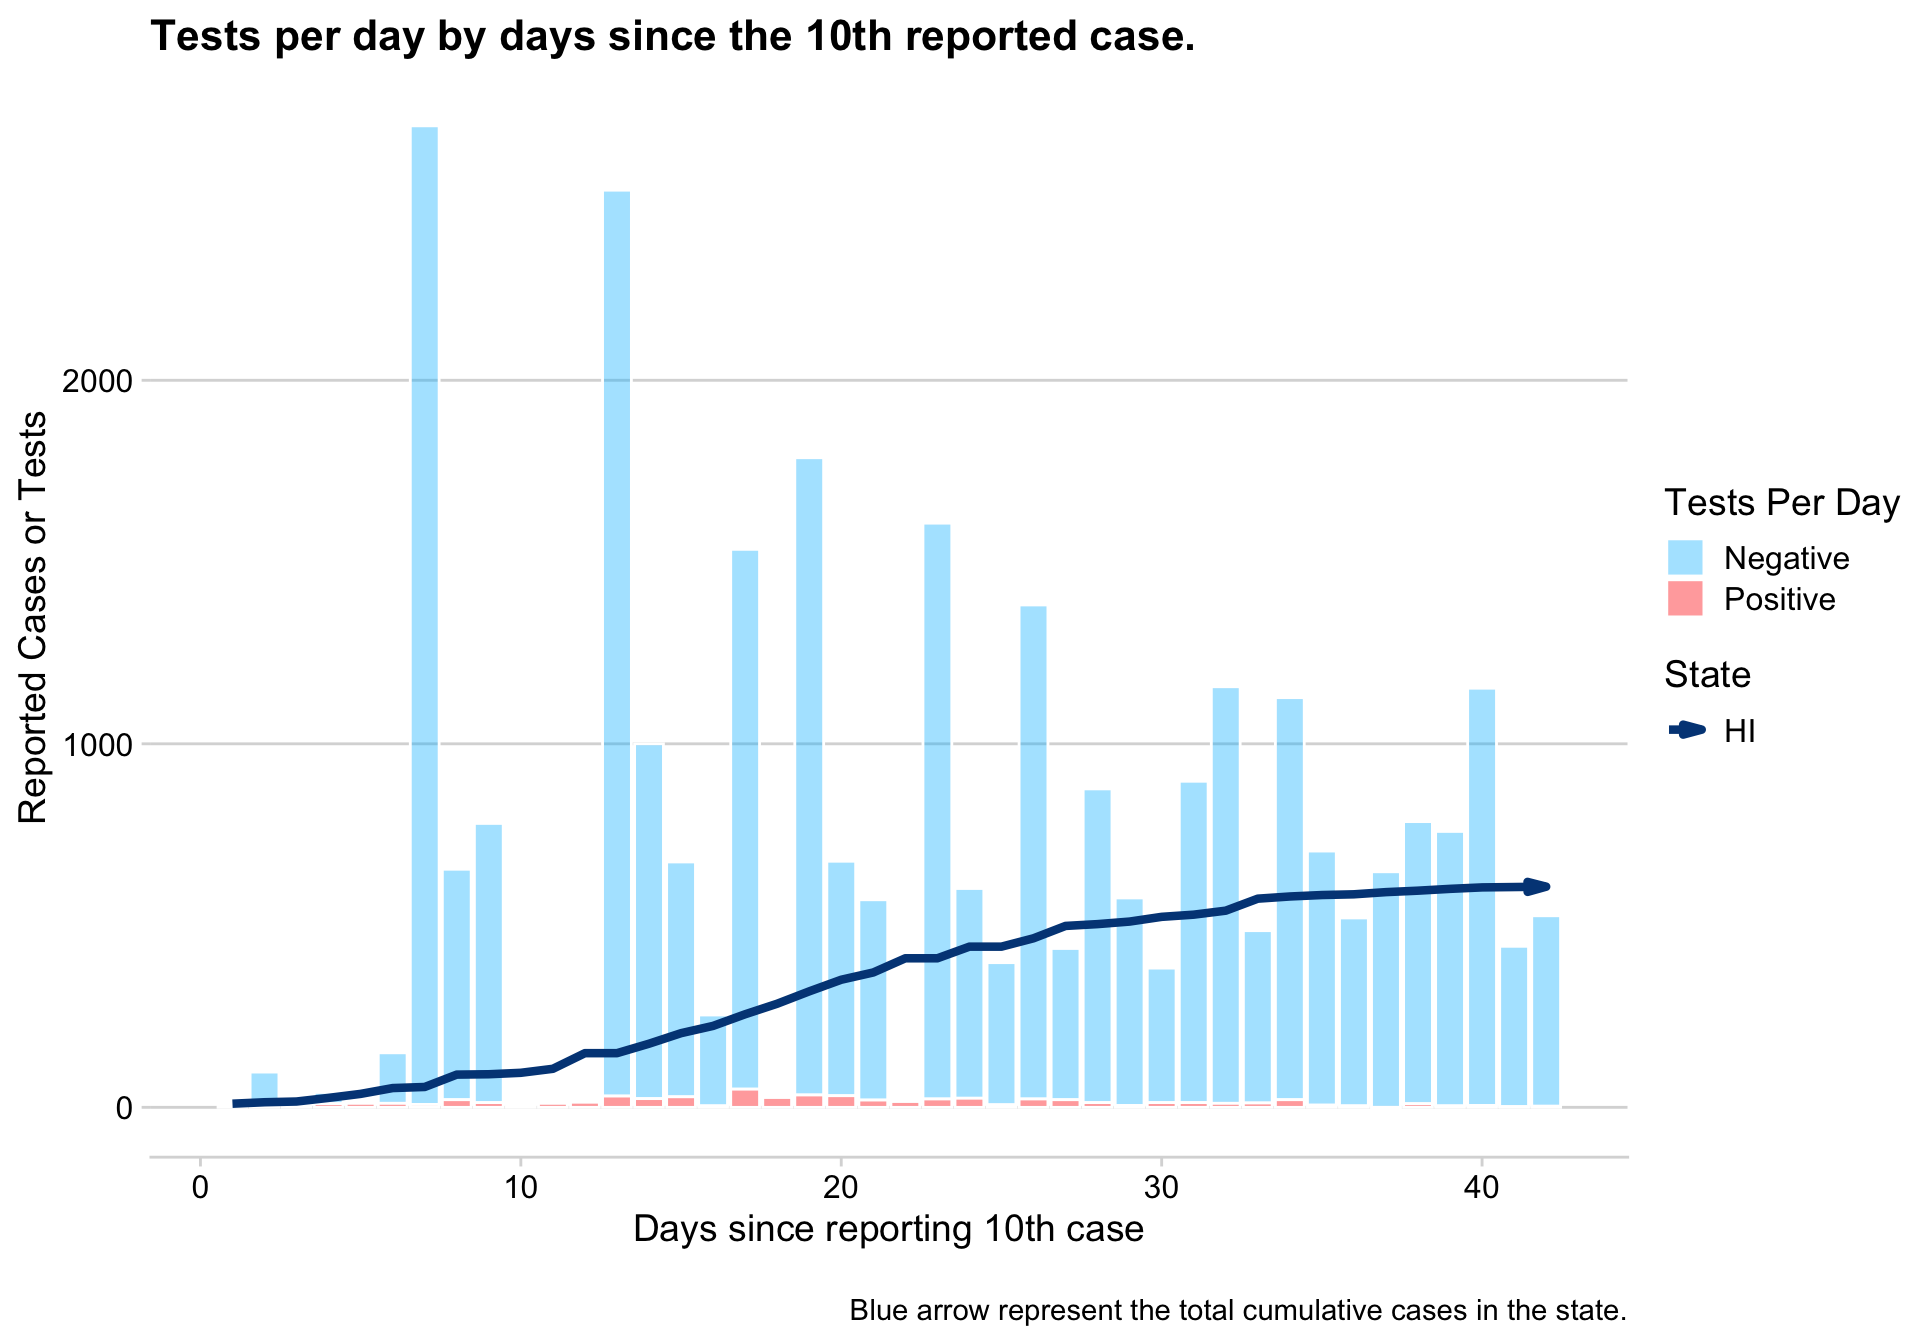 Tests per day by days since the 10th reported case.
Reported Cases or Tests
2000
1000
0
0 10 20 30 40
Days since reporting 10th case
Tests Per Day
Negative
Positive
State
HI
Blue arrow represent the total cumulative cases in the state.